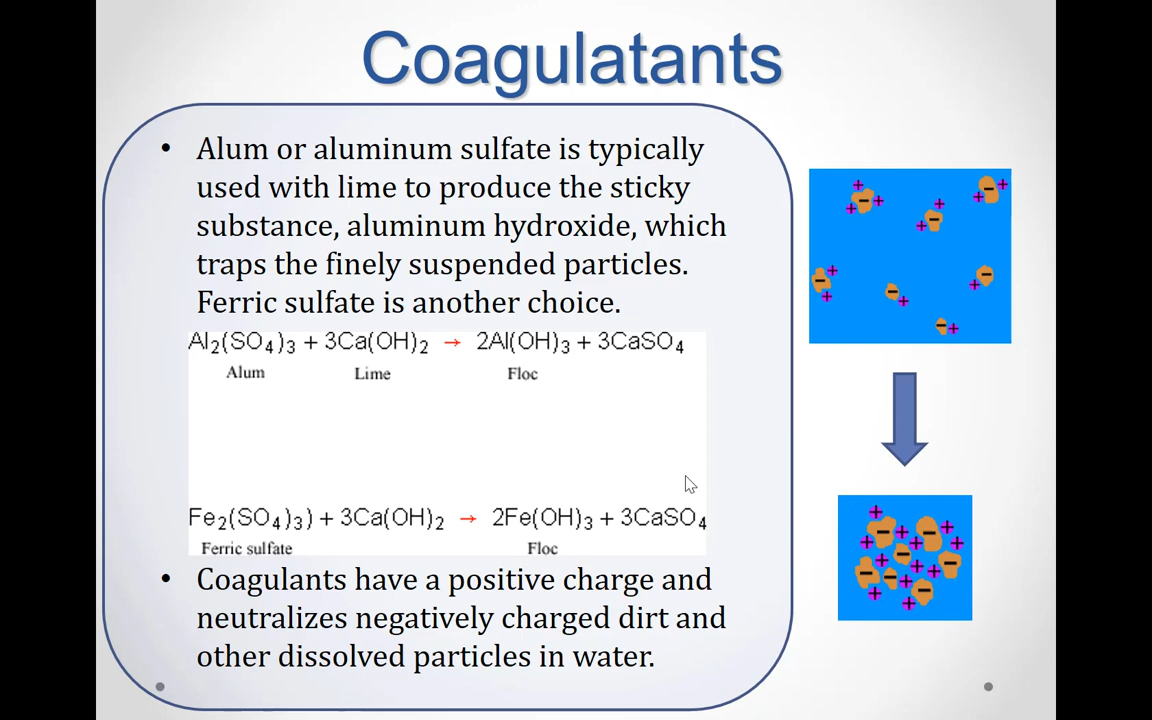 Coagulatants
• Alum or aluminum sulfate is typically
used with lime to produce the sticky
substance, aluminum hydroxide, which
traps the finely suspended particles.
Ferric sulfate is another choice.
Al₂(SO₄)₃ + 3Ca(OH)₂ → 2Al(OH)₃ + 3CaSO₄
Alum Lime Floc
Fe₂(SO₄)₃) + 3Ca(OH)₂ → 2Fe(OH)₃ + 3CaSO₄
Ferric sulfate Floc
• Coagulants have a positive charge and
neutralizes negatively charged dirt and
other dissolved particles in water.